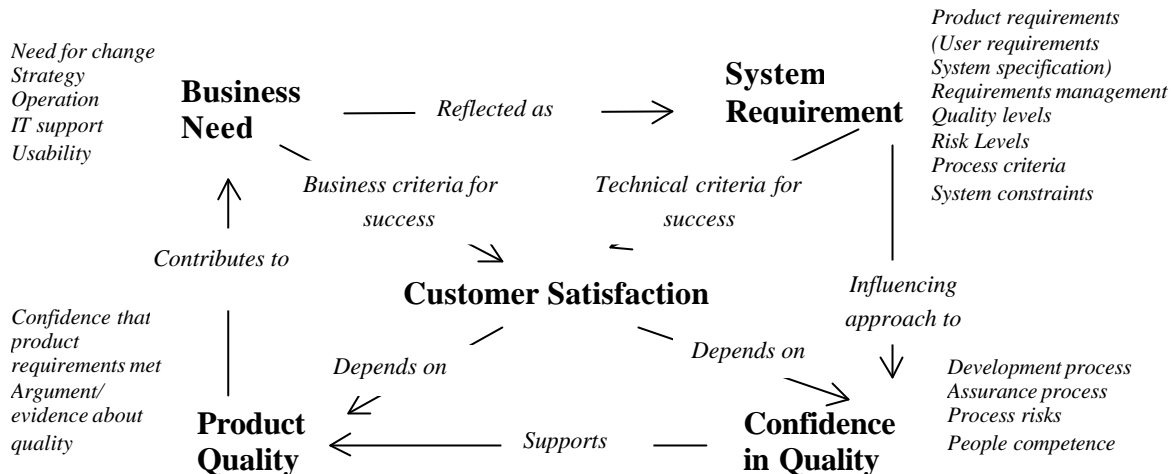 Need for change
Strategy
Operation
IT support
Usability
Business
Need
Reflected as
System
Requirement
Product requirements
(User requirements
System specification)
Requirements management
Quality levels
Risk Levels
Process criteria
System constraints
Business criteria for
success
Technical criteria for
success
Contributes to
Customer Satisfaction
Influencing
approach to
Confidence that
product
requirements met
Argument/
evidence about
quality
Depends on
Depends on
Development process
Assurance process
Process risks
People competence
Product
Quality
Supports
Confidence
in Quality